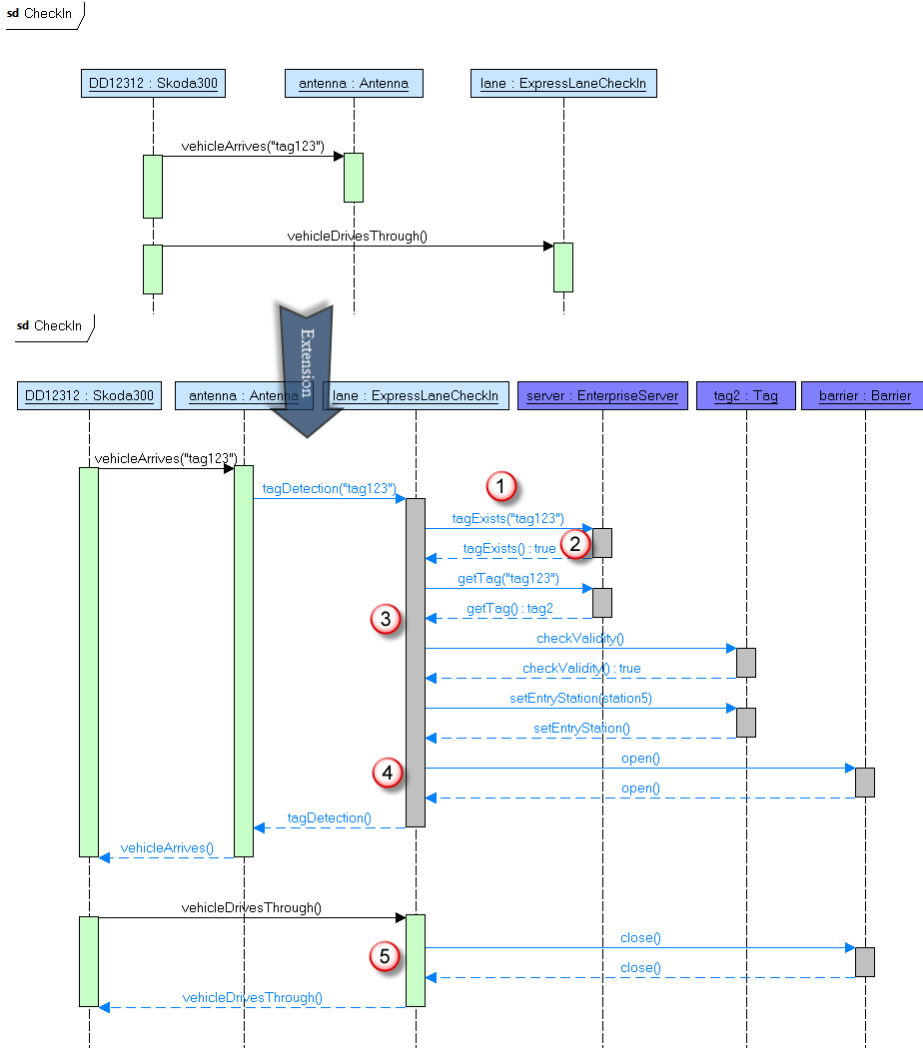 sd CheckIn
DD12312 : Skoda300
antenna : Antenna
lane : ExpressLaneCheckIn
vehicleArrives("tag123")
vehicleDrivesThrough()
Extension
sd CheckIn
DD12312 : Skoda300
antenna : Antenna
lane : ExpressLaneCheckIn
server : EnterpriseServer
tag2 : Tag
barrier : Barrier
vehicleArrives("tag123")
tagDetection("tag123")
1
tagExists("tag123")
tagExists() : true
2
getTag("tag123")
getTag() : tag2
3
checkValidity()
checkValidity() : true
setEntryStation(station5)
setEntryStation()
open()
4
open()
tagDetection()
vehicleArrives()
vehicleDrivesThrough()
close()
5
close()
vehicleDrivesThrough()